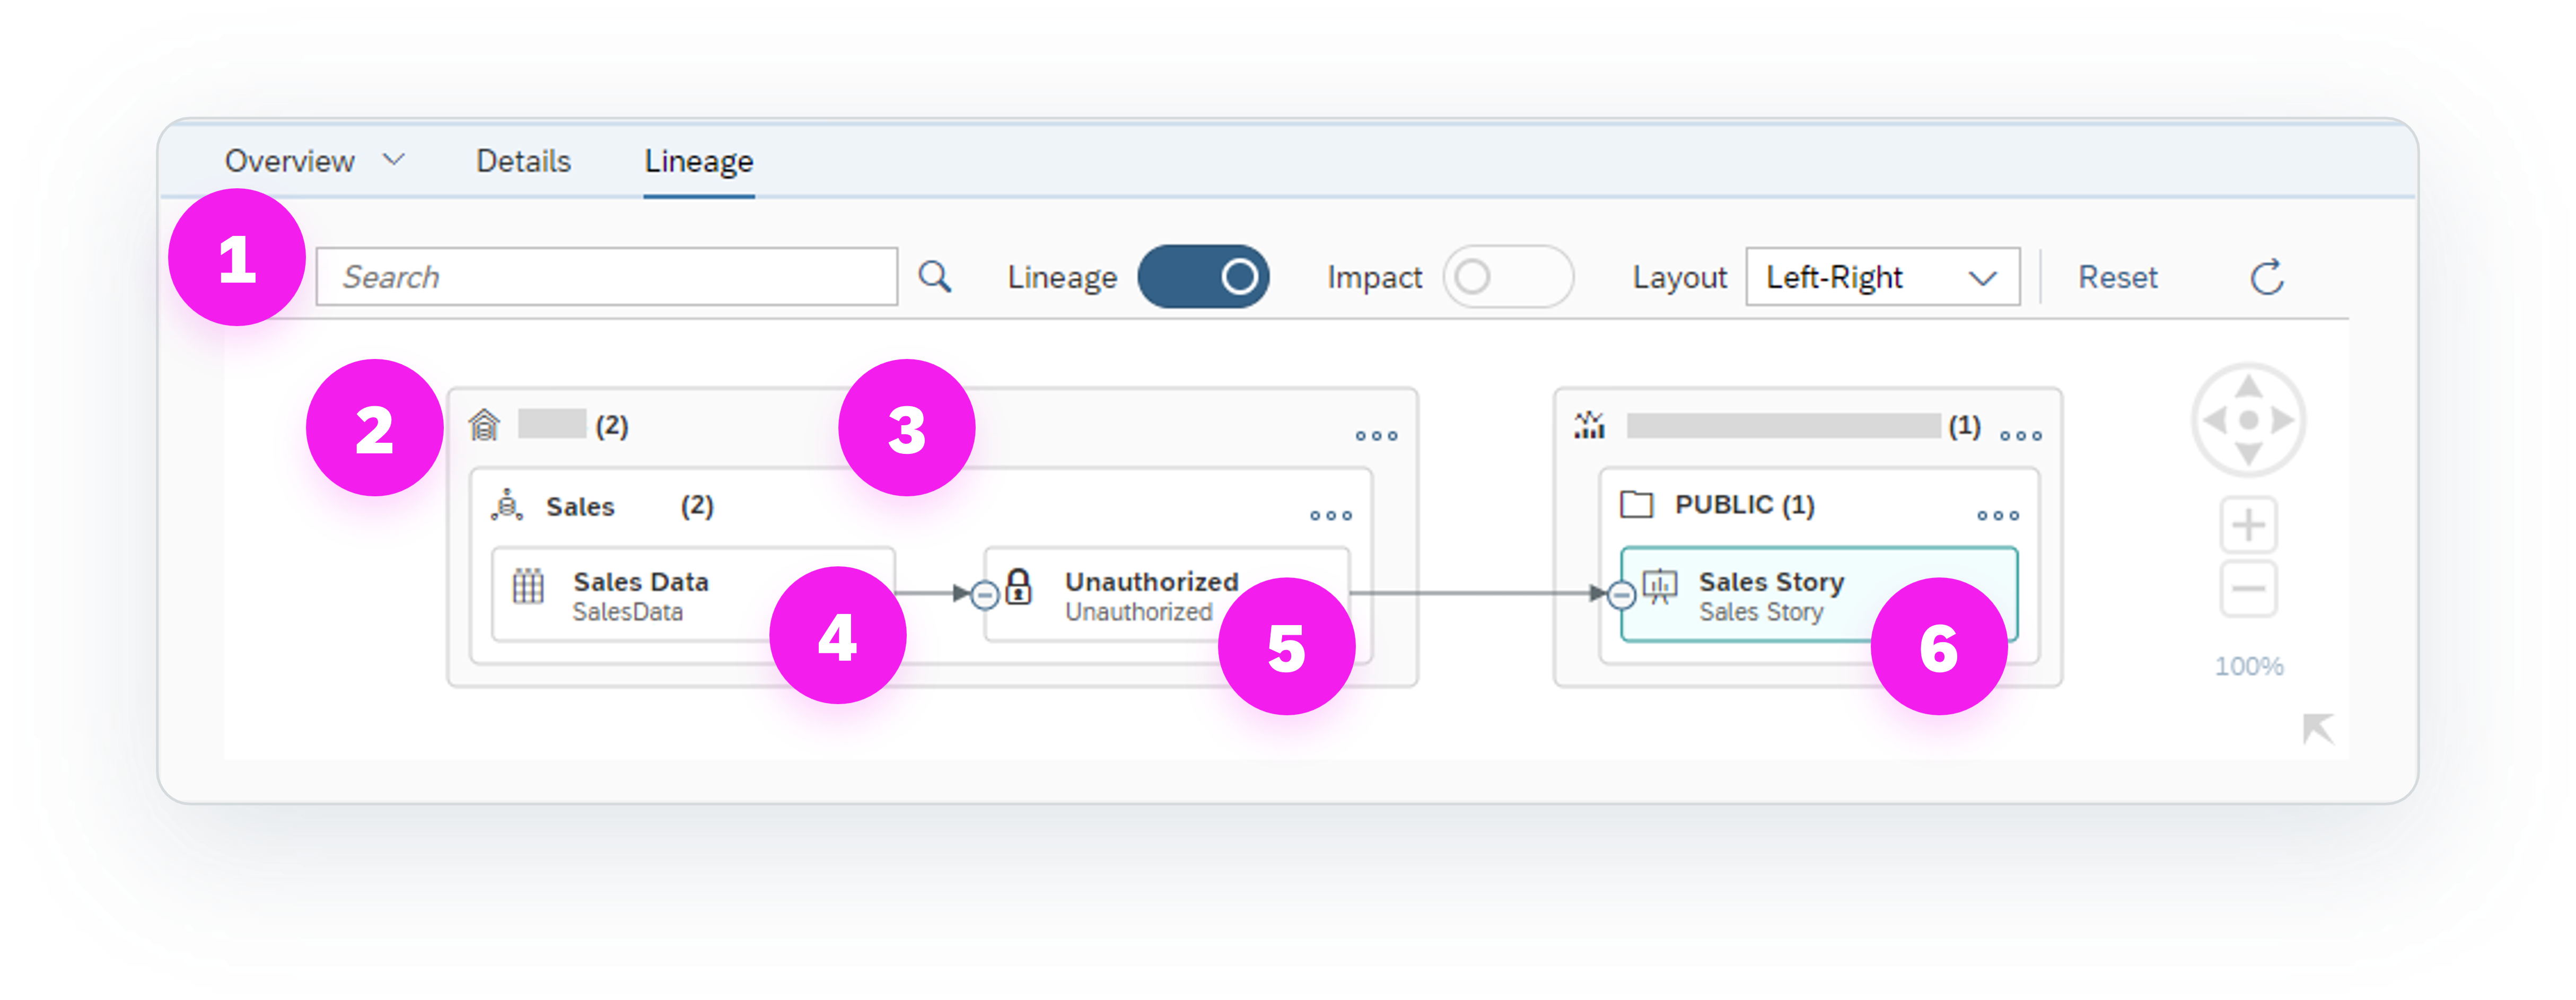 Overview Details Lineage
1
Search Lineage Impact Layout Left-Right Reset
2 (2) 3 (1)
Sales (2) PUBLIC (1)
Sales Data Unauthorized Sales Story
SalesData Unauthorized Sales Story
4 5 6
100%